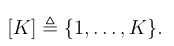 [K] ≜ {1, . . . , K}.